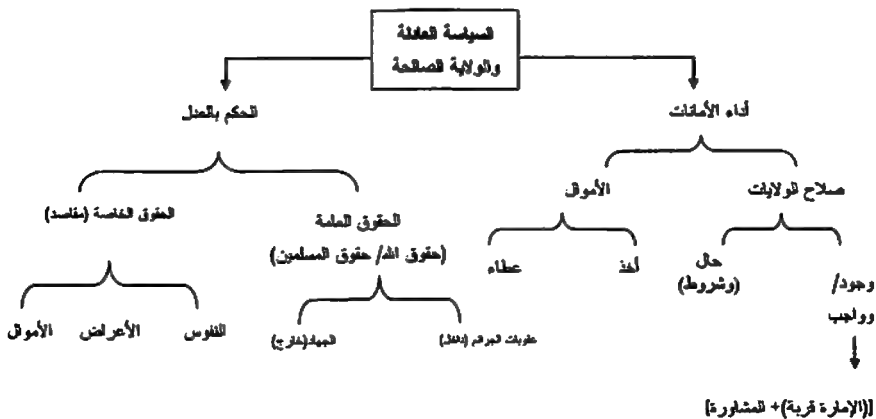 السياسة العادلة
والولاية الصالحة
أداء الأمانات
الحكم بالعدل
صلاح الولايات
الأموال
الحقوق العامة
(حقوق الله/ حقوق المسلمين)
الحقوق الخاصة (مقاصد)
وجود/
وواجب
حال
(وشروط)
أخذ
عطاء
عقوبات الجرائم (داخل)
الجهاد(خارج)
النفوس
الأعراض
الأموال
[(الإمارة قربة)+ المشاورة]